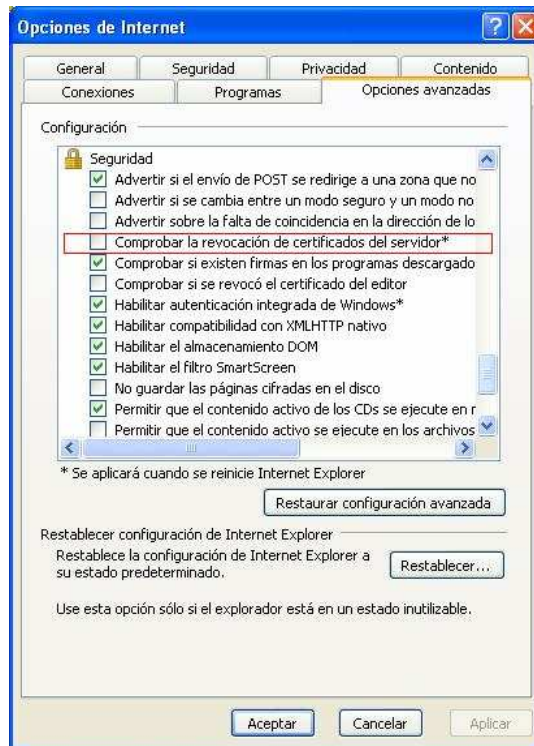 Opciones de Internet
General Seguridad Privacidad Contenido
Conexiones Programas Opciones avanzadas
Configuración
Seguridad
Advertir si el envío de POST se redirige a una zona que no
Advertir si se cambia entre un modo seguro y un modo no
Advertir sobre la falta de coincidencia en la dirección de lo
Comprobar la revocación de certificados del servidor*
Comprobar si existen firmas en los programas descargado
Comprobar si se revocó el certificado del editor
Habilitar autenticación integrada de Windows*
Habilitar compatibilidad con XMLHTTP nativo
Habilitar el almacenamiento DOM
Habilitar el filtro SmartScreen
No guardar las páginas cifradas en el disco
Permitir que el contenido activo de los CDs se ejecute en
Permitir que el contenido activo se ejecute en los archivos
* Se aplicará cuando se reinicie Internet Explorer
Restaurar configuración avanzada
Restablecer configuración de Internet Explorer
Restablece la configuración de Internet Explorer a
su estado predeterminado.
Restablecer...
Use esta opción sólo si el explorador está en un estado inutilizable.
Aceptar Cancelar Aplicar